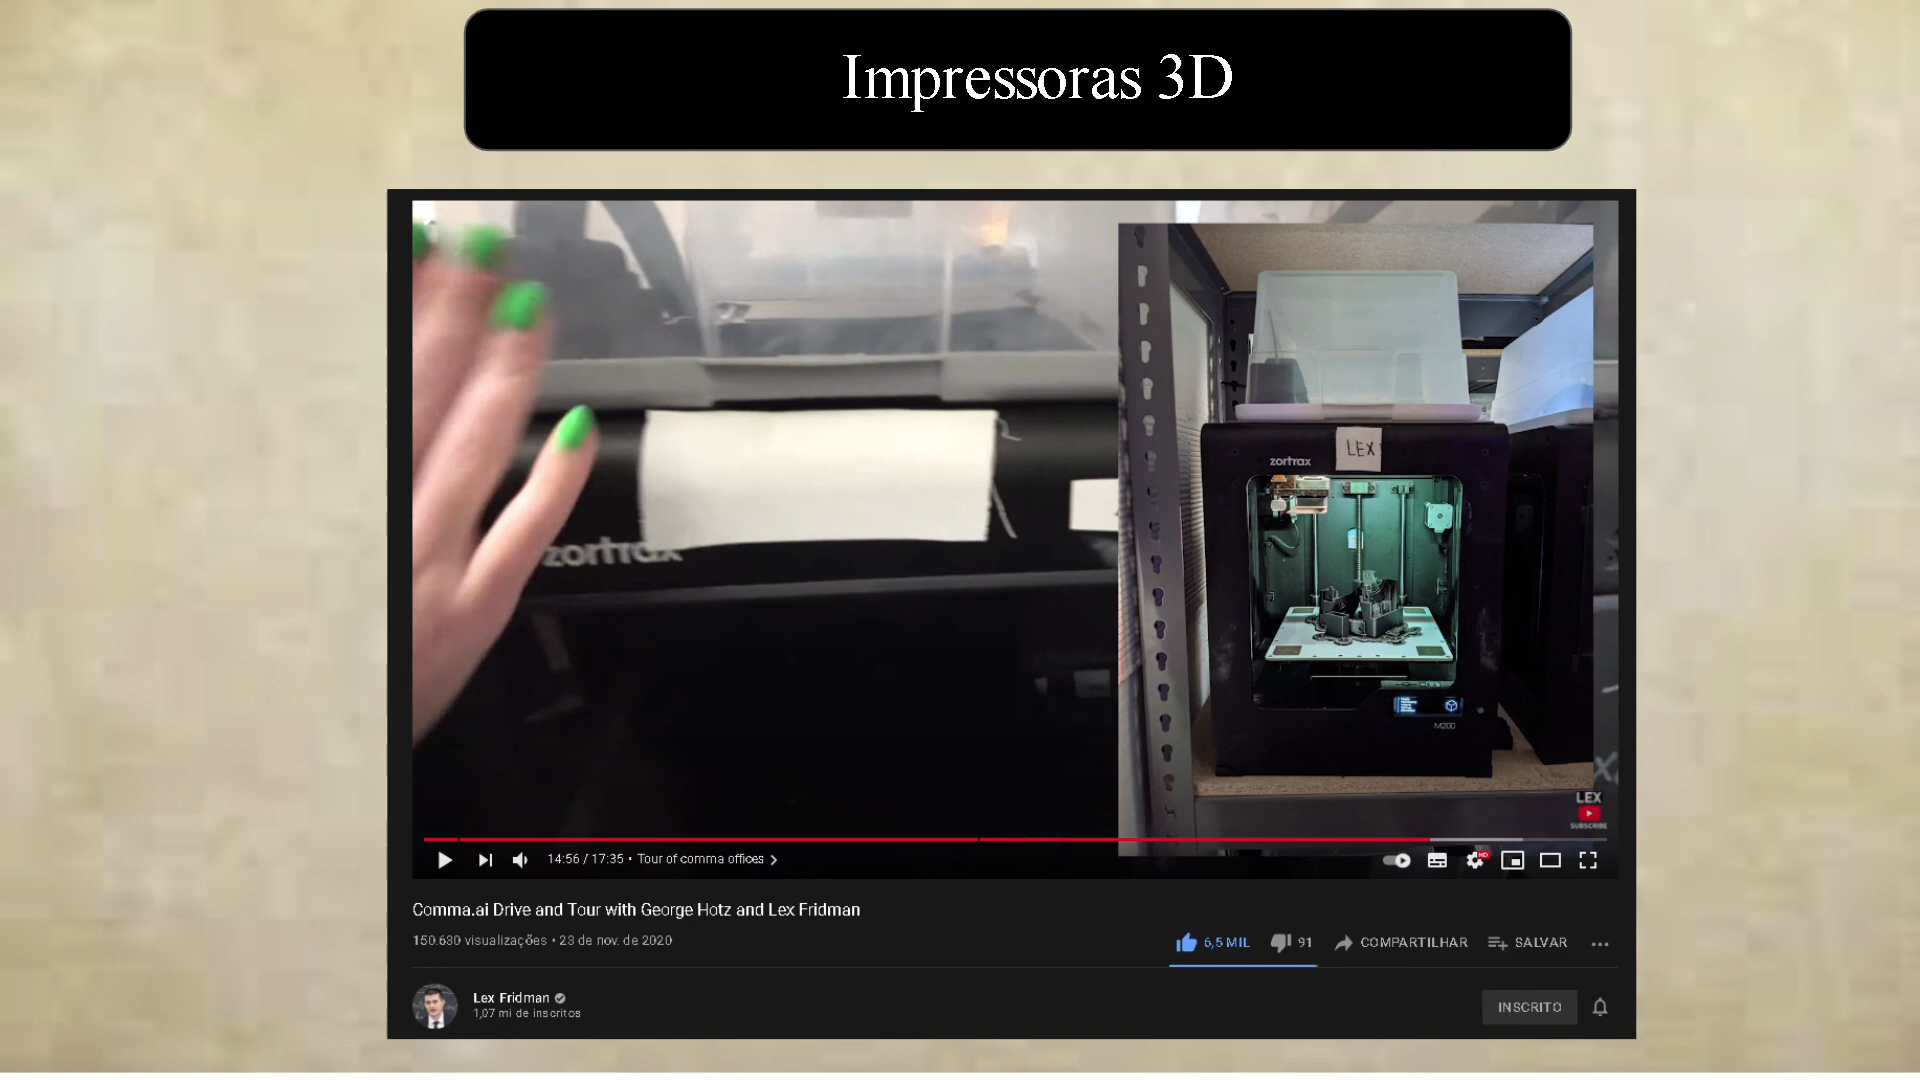 Impressoras 3D
zortrax
LEX
zortrax
M200
LEX
SUBSCRIBE
14:56 / 17:35 • Tour of comma offices
HD
Comma.ai Drive and Tour with George Hotz and Lex Fridman
150.630 visualizações • 23 de nov. de 2020
6,5 MIL
91
COMPARTILHAR
SALVAR
Lex Fridman
1,07 mi de inscritos
INSCRITO